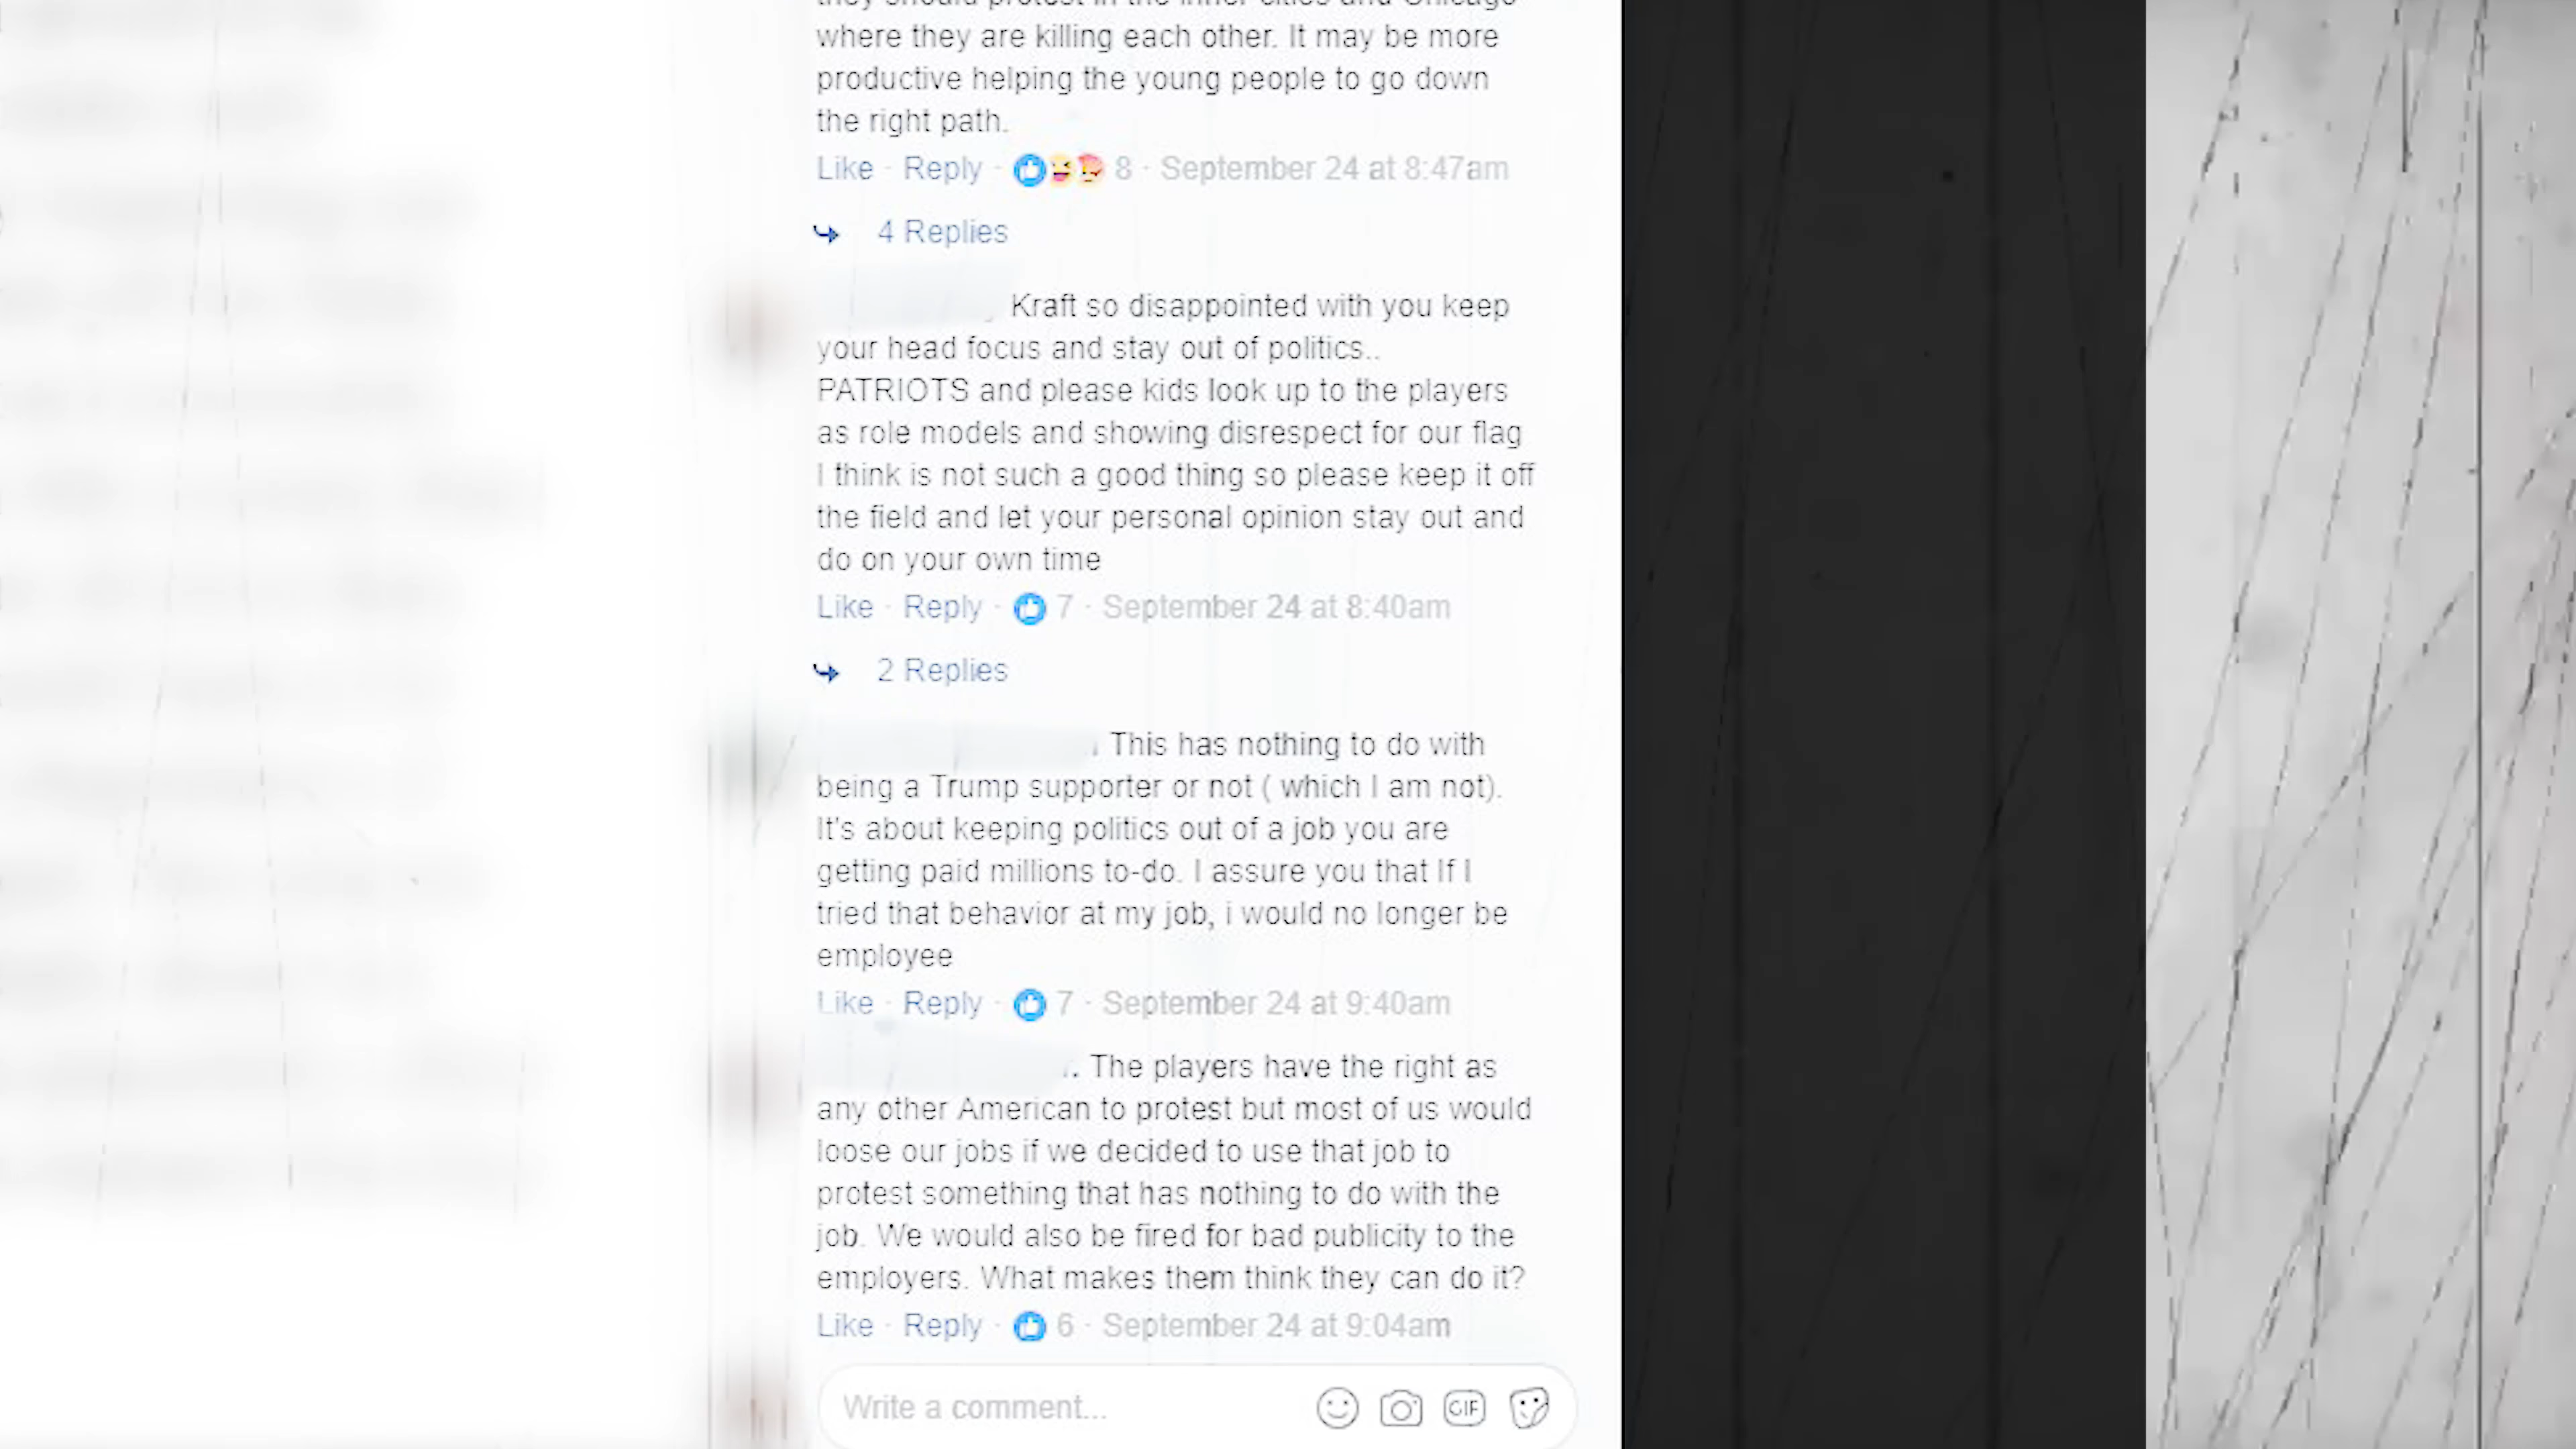 they should protest in the inner cities and Chicago
where they are killing each other. It may be more
productive helping the young people to go down
the right path.
Like · Reply · 8 · September 24 at 8:47am
4 Replies
Kraft so disappointed with you keep
your head focus and stay out of politics..
PATRIOTS and please kids look up to the players
as role models and showing disrespect for our flag
I think is not such a good thing so please keep it off
the field and let your personal opinion stay out and
do on your own time
Like · Reply · 7 · September 24 at 8:40am
2 Replies
This has nothing to do with
being a Trump supporter or not ( which I am not).
It's about keeping politics out of a job you are
getting paid millions to-do. I assure you that If I
tried that behavior at my job, i would no longer be
employee
Like · Reply · 7 · September 24 at 9:40am
. The players have the right as
any other American to protest but most of us would
loose our jobs if we decided to use that job to
protest something that has nothing to do with the
job. We would also be fired for bad publicity to the
employers. What makes them think they can do it?
Like · Reply · 6 · September 24 at 9:04am
Write a comment...
GIF